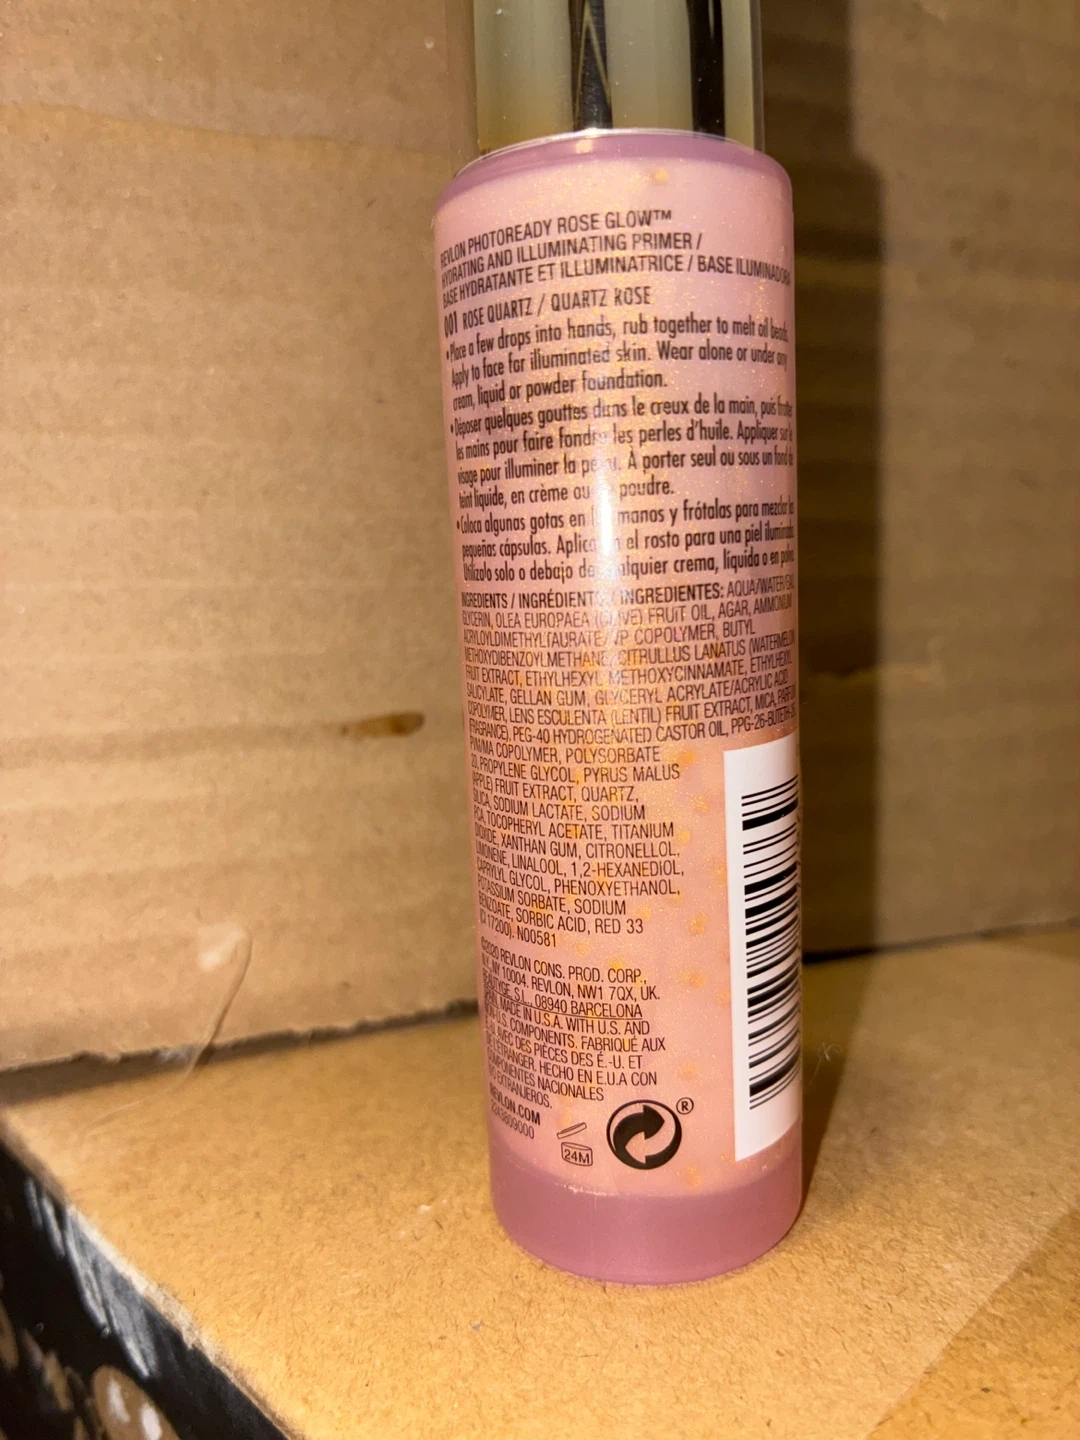 REVLON PHOTOREADY ROSE GLOW™
HYDRATING AND ILLUMINATING PRIMER /
BASE HYDRATANTE ET ILLUMINATRICE / BASE ILUMINADORA
001 ROSE QUARTZ / QUARTZ ROSE
•Place a few drops into hands, rub together to melt oil beads.
Apply to face for illuminated skin. Wear alone or under any
cream, liquid or powder foundation.
•Déposer quelques gouttes dans le creux de la main, puis frotter
les mains pour faire fondre les perles d'huile. Appliquer sur le
visage pour illuminer la peau. A porter seul ou sous un fond de
teint liquide, en crème ou poudre.
•Coloca algunas gotas en manos y frótalas para mezclar las
pequeñas cápsulas. el rosto para una piel iluminada.
Utilízalo solo o debajo de cualquier crema, líquida o en polvo.
INGREDIENTS / INGRÉDIENTS / INGREDIENTES: AQUA/WATER/EAU,
GLYCERIN, OLEA EUROPAEA (OLIVE) FRUIT OIL, AGAR, AMMONIUM
ACRYLOYLDIMETHYLTAURATE/VP COPOLYMER, BUTYL
METHOXYDIBENZOYLMETHANE, CITRULLUS LANATUS (WATERMELON)
FRUIT EXTRACT, ETHYLHEXYL METHOXYCINNAMATE, ETHYLHEXYL
SALICYLATE, GELLAN GUM, GLYCERYL ACRYLATE/ACRYLIC ACID
COPOLYMER, LENS ESCULENTA (LENTIL) FRUIT EXTRACT, MICA, PARFUM
(FRAGRANCE), PEG-40 HYDROGENATED CASTOR OIL, PPG-26-BUTETH-26,
PVM/MA COPOLYMER, POLYSORBATE
20, PROPYLENE GLYCOL, PYRUS MALUS
(APPLE) FRUIT EXTRACT, QUARTZ,
SILICA, SODIUM LACTATE, SODIUM
PCA, TOCOPHERYL ACETATE, TITANIUM
DIOXIDE, XANTHAN GUM, CITRONELLOL,
LIMONENE, LINALOOL, 1,2-HEXANEDIOL,
CAPRYLYL GLYCOL, PHENOXYETHANOL,
POTASSIUM SORBATE, SODIUM
BENZOATE, SORBIC ACID, RED 33
(CI 17200). N00581
©2020 REVLON CONS. PROD. CORP.,
NY, NY 10004. REVLON, NW1 7QX, UK.
BEAUTYGE, S.L., 08940 BARCELONA
MADE IN U.S.A. WITH U.S. AND
NON U.S. COMPONENTS. FABRIQUÉ AUX
AVEC DES PIÈCES DES É.-U. ET
DE L'ÉTRANGER. HECHO EN E.U.A CON
COMPONENTES NACIONALES
EXTRANJEROS.
REVLON.COM
24M
®